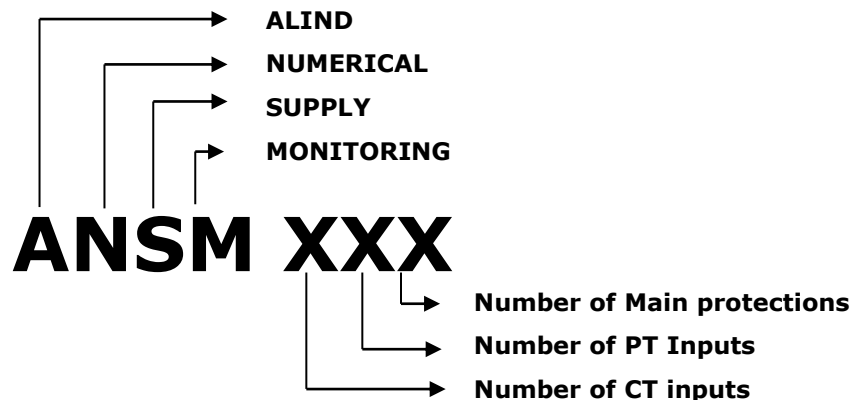 ALIND
NUMERICAL
SUPPLY
MONITORING
ANSM XXX
Number of Main protections
Number of PT Inputs
Number of CT inputs